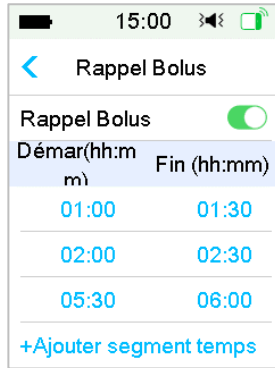 15:00
Rappel Bolus
Rappel Bolus
Démar(hh:m
m)
Fin (hh:mm)
01:00 01:30
02:00 02:30
05:30 06:00
+Ajouter segment temps